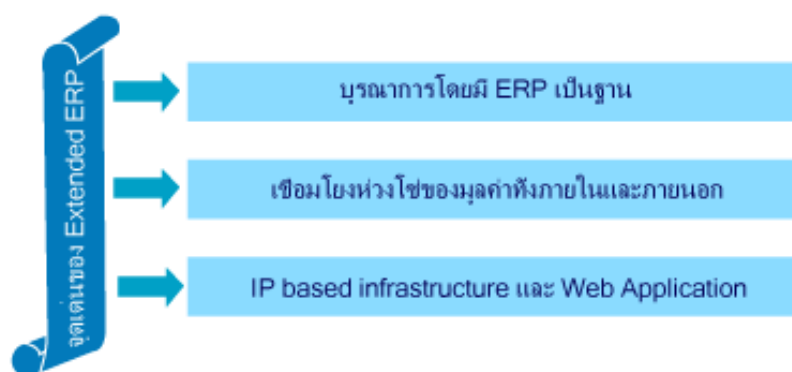 จุดเด่นของ Extended ERP
บุรณาการโดยมี ERP เป็นฐาน
เชื่อมโยงห่วงโซ่ของมูลค่าทั้งภายในและภายนอก
IP based infrastructure และ Web Application